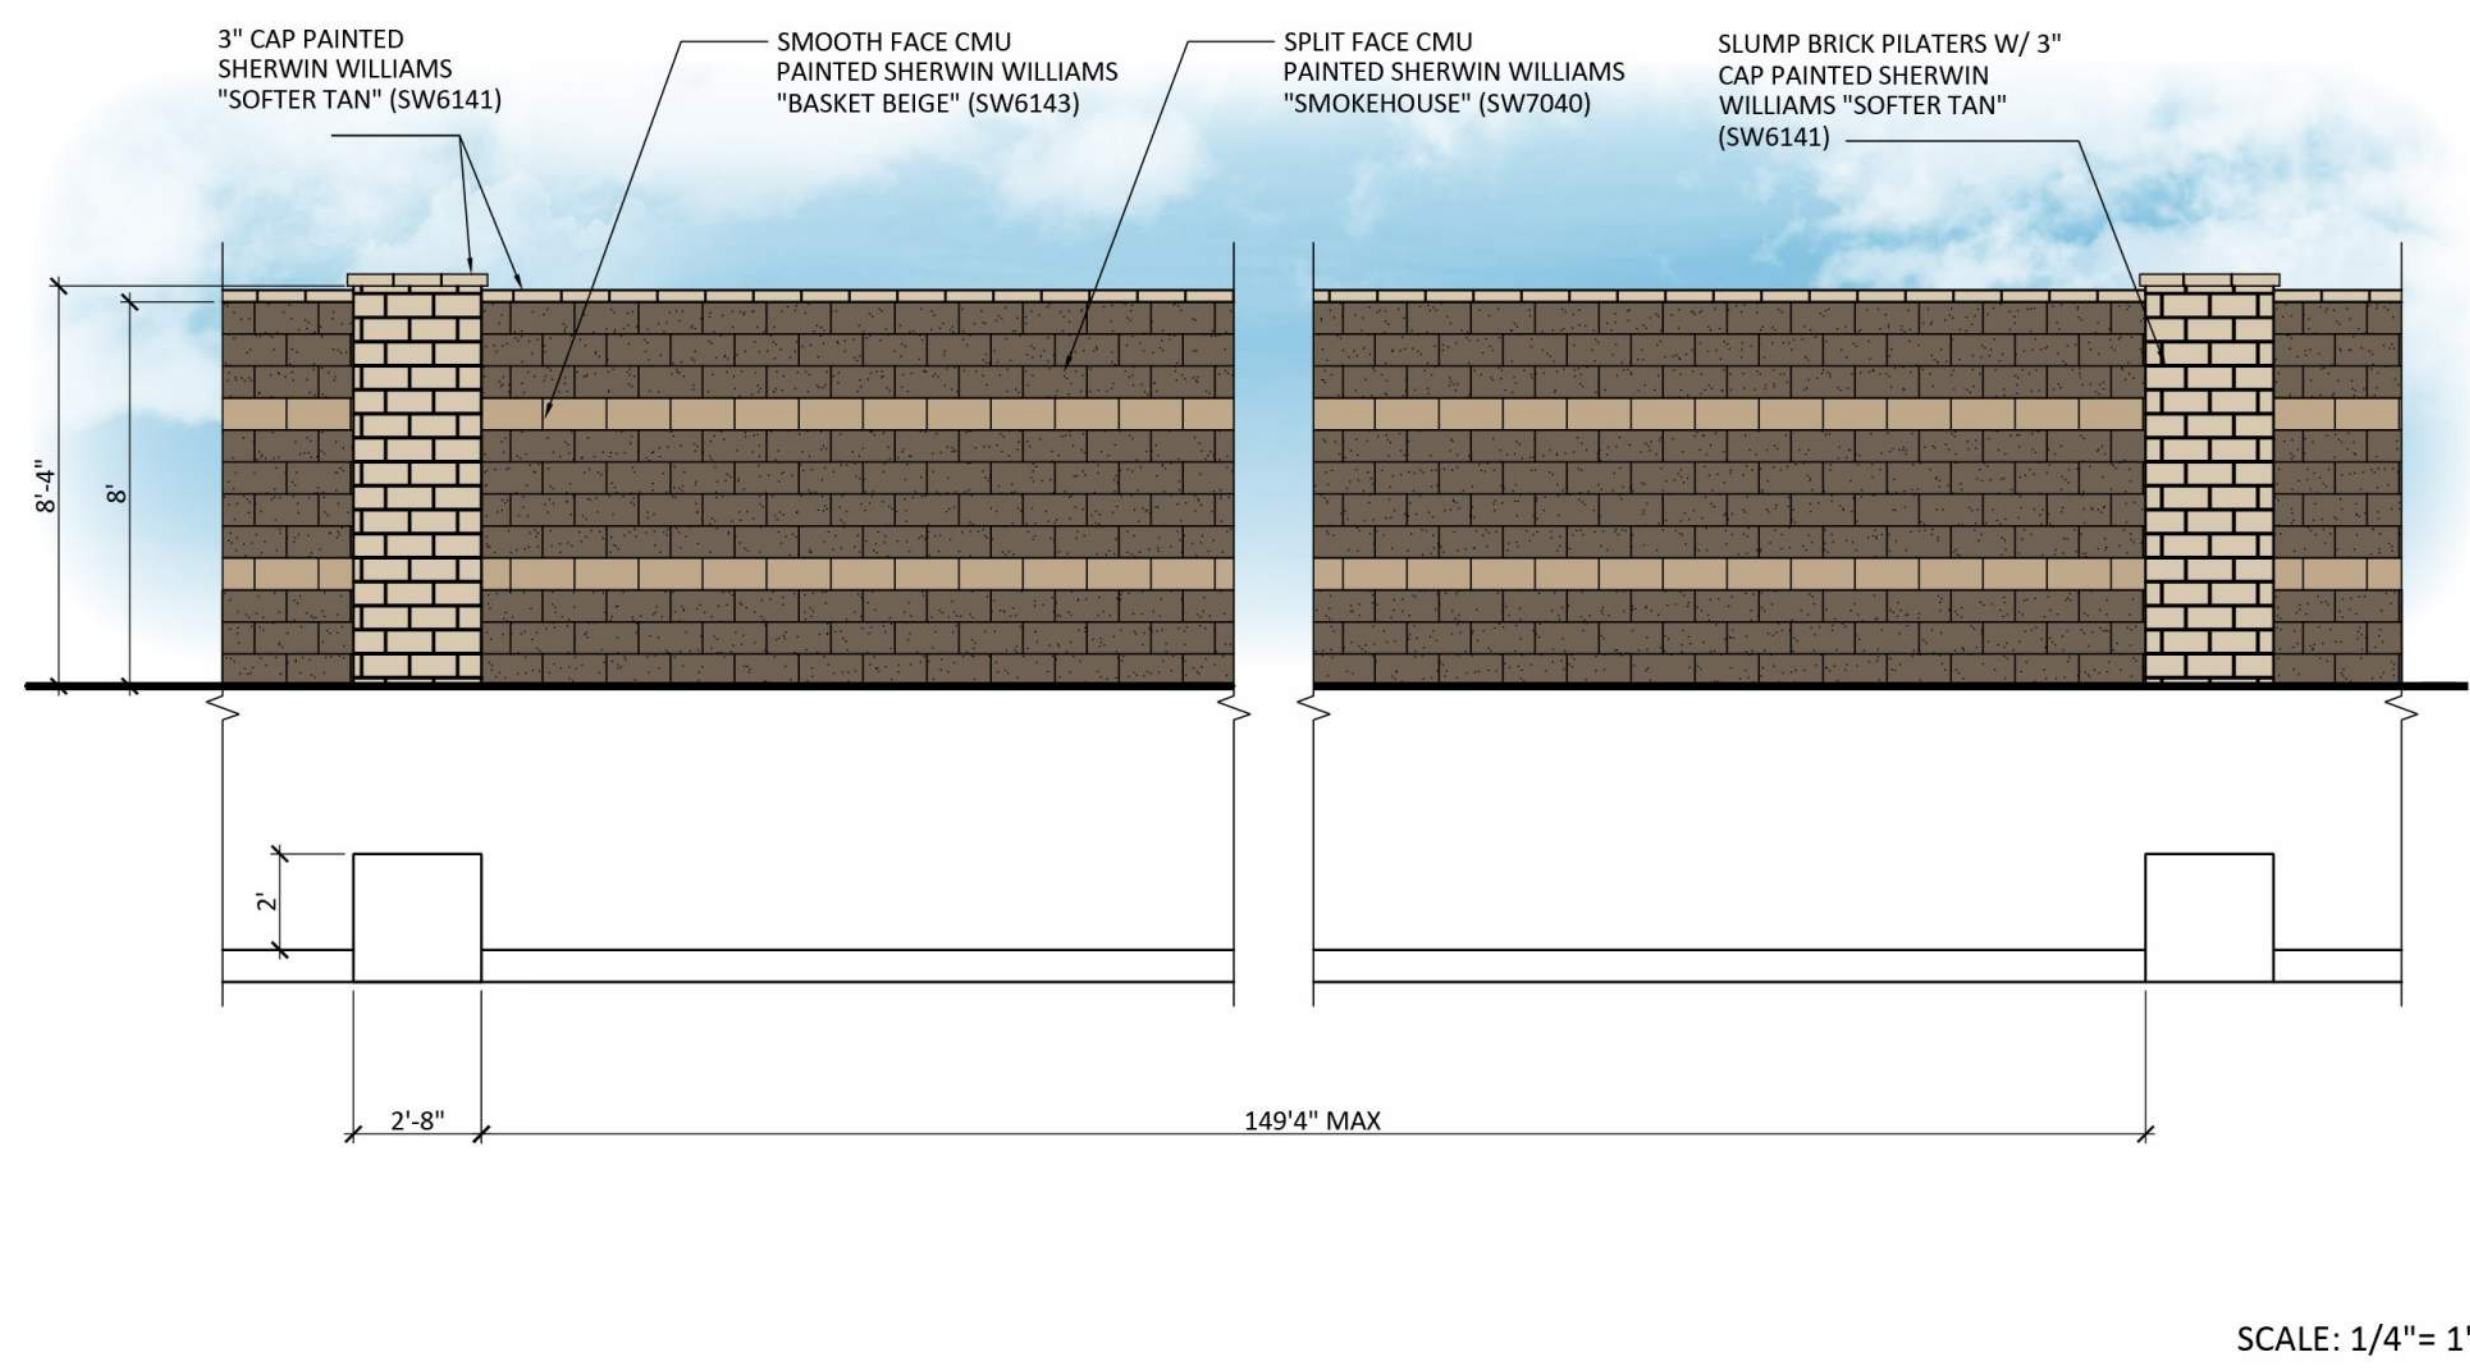 3" CAP PAINTED
SHERWIN WILLIAMS
"SOFTER TAN" (SW6141)
SMOOTH FACE CMU
PAINTED SHERWIN WILLIAMS
"BASKET BEIGE" (SW6143)
SPLIT FACE CMU
PAINTED SHERWIN WILLIAMS
"SMOKEHOUSE" (SW7040)
SLUMP BRICK PILATERS W/ 3"
CAP PAINTED SHERWIN
WILLIAMS "SOFTER TAN"
(SW6141)
8'-4"
8'
2'
2'-8"
149'4" MAX
SCALE: 1/4"= 1'